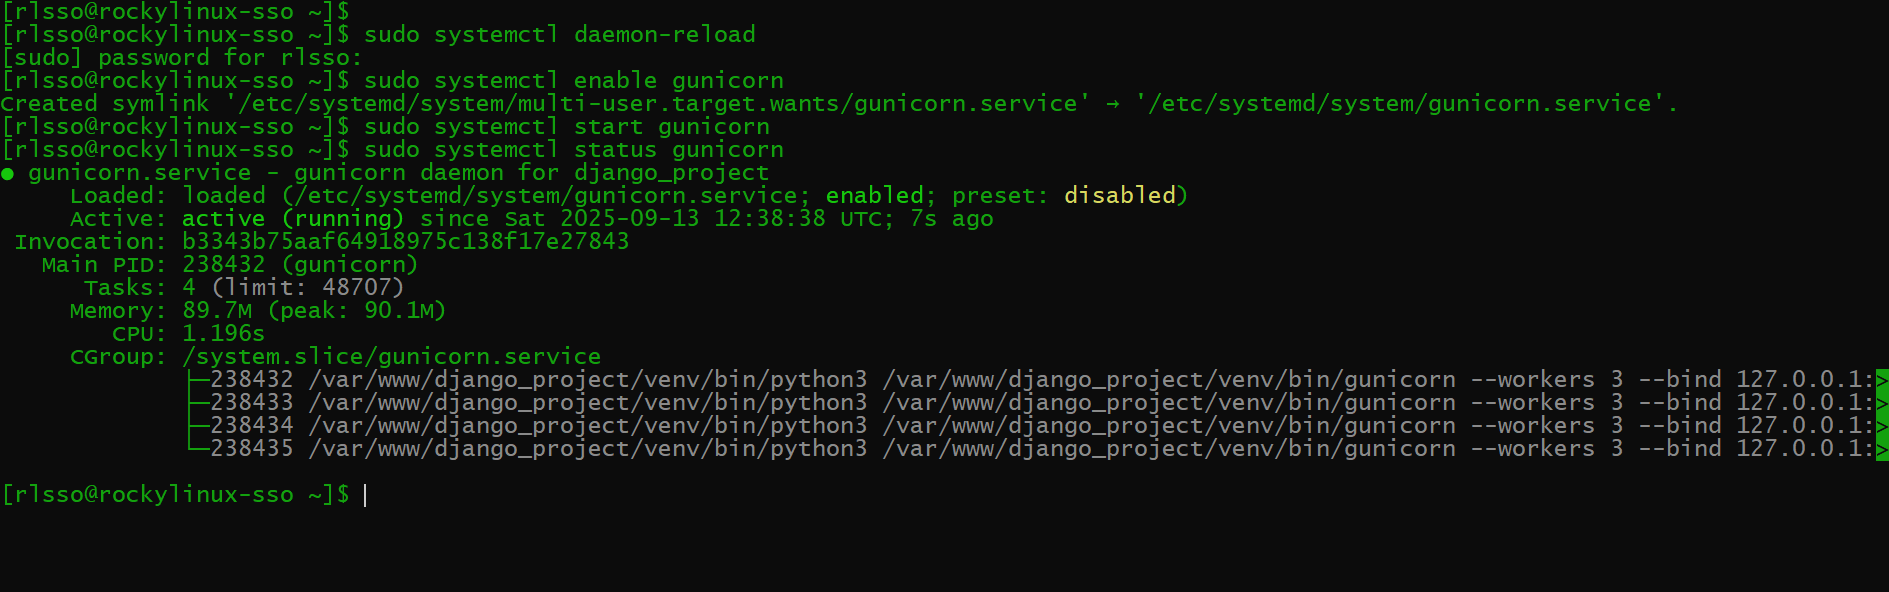 [rlsso@rockylinux-sso ~]$
[rlsso@rockylinux-sso ~]$ sudo systemctl daemon-reload
[sudo] password for rlsso:
[rlsso@rockylinux-sso ~]$ sudo systemctl enable gunicorn
Created symlink '/etc/systemd/system/multi-user.target.wants/gunicorn.service' → '/etc/systemd/system/gunicorn.service'.
[rlsso@rockylinux-sso ~]$ sudo systemctl start gunicorn
[rlsso@rockylinux-sso ~]$ sudo systemctl status gunicorn
● gunicorn.service - gunicorn daemon for django_project
     Loaded: loaded (/etc/systemd/system/gunicorn.service; enabled; preset: disabled)
     Active: active (running) since Sat 2025-09-13 12:38:38 UTC; 7s ago
 Invocation: b3343b75aaf64918975c138f17e27843
   Main PID: 238432 (gunicorn)
      Tasks: 4 (limit: 48707)
     Memory: 89.7M (peak: 90.1M)
        CPU: 1.196s
     CGroup: /system.slice/gunicorn.service
             ├─238432 /var/www/django_project/venv/bin/python3 /var/www/django_project/venv/bin/gunicorn --workers 3 --bind 127.0.0.1:>
             ├─238433 /var/www/django_project/venv/bin/python3 /var/www/django_project/venv/bin/gunicorn --workers 3 --bind 127.0.0.1:>
             ├─238434 /var/www/django_project/venv/bin/python3 /var/www/django_project/venv/bin/gunicorn --workers 3 --bind 127.0.0.1:>
             └─238435 /var/www/django_project/venv/bin/python3 /var/www/django_project/venv/bin/gunicorn --workers 3 --bind 127.0.0.1:>
[rlsso@rockylinux-sso ~]$